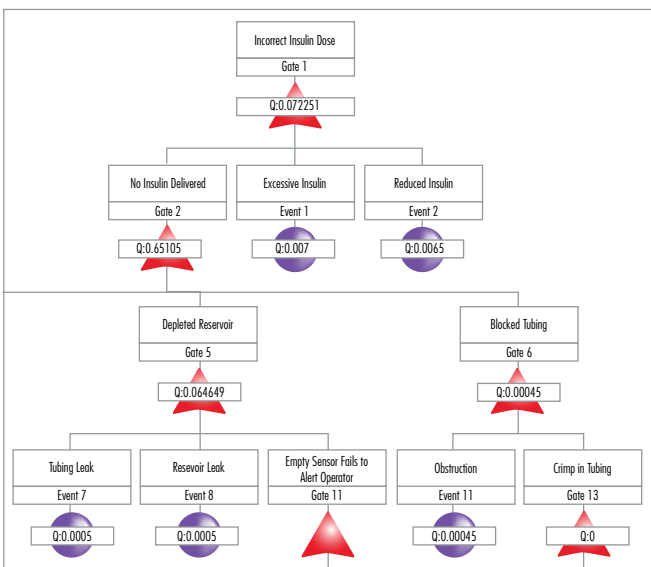 Incorrect Insulin Dose
Gate 1
Q:0.072251
No Insulin Delivered
Gate 2
Q:0.65105
Excessive Insulin
Event 1
Q:0.007
Reduced Insulin
Event 2
Q:0.0065
Depleted Reservoir
Gate 5
Q:0.064649
Blocked Tubing
Gate 6
Q:0.00045
Tubing Leak
Event 7
Q:0.0005
Resevoir Leak
Event 8
Q:0.0005
Empty Sensor Fails to
Alert Operator
Gate 11
Obstruction
Event 11
Q:0.00045
Crimp in Tubing
Gate 13
Q:0